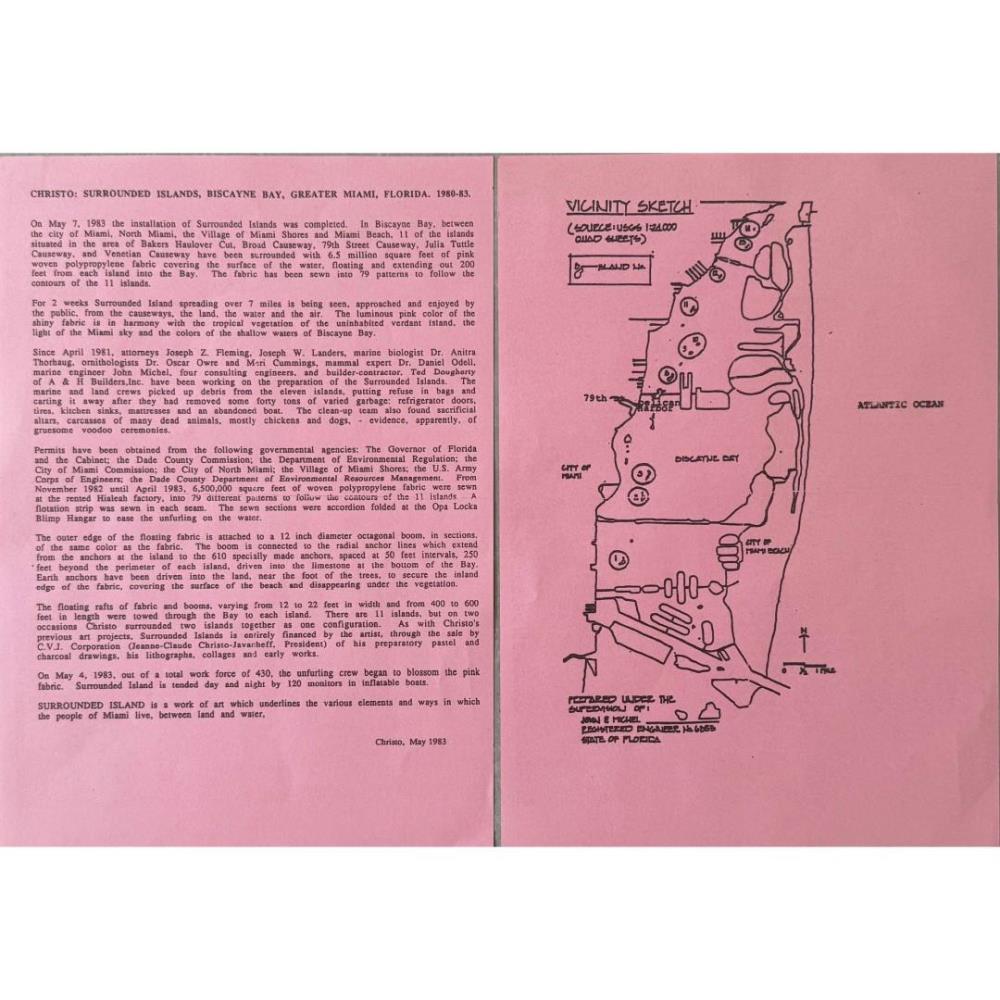 CHRISTO: SURROUNDED ISLANDS, BISCAYNE BAY, GREATER MIAMI, FLORIDA. 1980-83.
On May 7, 1983 the installation of Surrounded Islands was completed. In Biscayne Bay, between
the city of Miami, North Miami, the Village of Miami Shores and Miami Beach, 11 of the islands
situated in the area of Bakers Haulover Cut, Broad Causeway, 79th Street Causeway, Julia Tuttle
Causeway, and Venetian Causeway have been surrounded with 6.5 million square feet of pink
woven polypropylene fabric covering the surface of the water, floating and extending out 200
feet from each island into the Bay. The fabric has been sewn into 79 patterns to follow the
contours of the 11 islands.
For 2 weeks Surrounded Island spreading over 7 miles is being seen, approached and enjoyed by
the public, from the causeways, the land, the water and the air. The luminous pink color of the
shiny fabric is in harmony with the tropical vegetation of the uninhabited verdant island, the
light of the Miami sky and the colors of the shallow waters of Biscayne Bay.
Since April 1981, attorneys Joseph Z. Fleming, Joseph W. Landers, marine biologist Dr. Anitra
Thorhaug, ornithologists Dr. Oscar Owre and Meri Cummings, mammal expert Dr. Daniel Odell,
marine engineer John Michel, four consulting engineers, and builder-contractor, Ted Dougherty
of A & H Builders,Inc. have been working on the preparation of the Surrounded Islands. The
marine and land crews picked up debris from the eleven islands, putting refuse in bags and
carting it away after they had removed some forty tons of varied garbage: refrigerator doors,
tires, kitchen sinks, mattresses and an abandoned boat. The clean-up team also found sacrificial
altars, carcasses of many dead animals, mostly chickens and dogs, - evidence, apparently, of
gruesome voodoo ceremonies.
Permits have been obtained from the following governmental agencies: The Governor of Florida
and the Cabinet; Dade County Commission; the Department of Environmental Regulation; the
City of Miami Commission; the City of North Miami; the Village of Miami Shores; the U.S. Army
Corps of Engineers; the Dade County Department of Environmental Resources Management. From
November 1982 until April 1983, 6,500,000 square feet of woven polypropylene fabric were sewn
at the rented Hialeah factory, into 79 different patterns to follow the contours of the 11 islands. A
flotation strip was sewn in each seam. The sewn sections were accordion folded at the Opa Locka
Blimp Hangar to ease the unfurling on the water.
The outer edge of the floating fabric is attached to a 12 inch diameter octagonal boom, in sections,
of the same color as the fabric. The boom is connected to the radial anchor lines which extend
from the anchors at the island to the 610 specially made anchors, spaced at 50 feet intervals, 250
feet beyond the perimeter of each island, driven into the limestone at the bottom of the Bay.
Earth anchors have been driven into the land, near the foot of the trees, to secure the inland
edge of the fabric, covering the surface of the beach and disappearing under the vegetation.
The floating rafts of fabric and booms, varying from 12 to 22 feet in width and from 400 to 600
feet in length were towed through the Bay to each island. There are 11 islands, but on two
occasions Christo surrounded two islands together as one configuration. As with Christo's
previous art projects, Surrounded Islands is entirely financed by the artist, through the sale by
C.V.J. Corporation (Jeanne-Claude Christo-Javacheff, President) of his preparatory pastel and
charcoal drawings, his lithographs, collages and early works.
On May 4, 1983, out of a total work force of 430, the unfurling crew began to blossom the pink
fabric. Surrounded Island is tended day and night by 120 monitors in inflatable boats.
SURROUNDED ISLAND is a work of art which underlines the various elements and ways in which
the people of Miami live, between land and water,
Christo, May 1983
VICINITY SKETCH
(SOURCE: USGS 1:24000
QUAD SHEETS)
ISLAND No.
79th
Pelican
Harbor
ATLANTIC OCEAN
BISCAYNE BAY
CITY OF
MIAMI
CITY OF
MIAMI BEACH
N
0 ½ 1 MILE
PREPARED UNDER THE
SUPERVISION OF:
JOHN E MICHEL
REGISTERED ENGINEER No
STATE OF FLORIDA